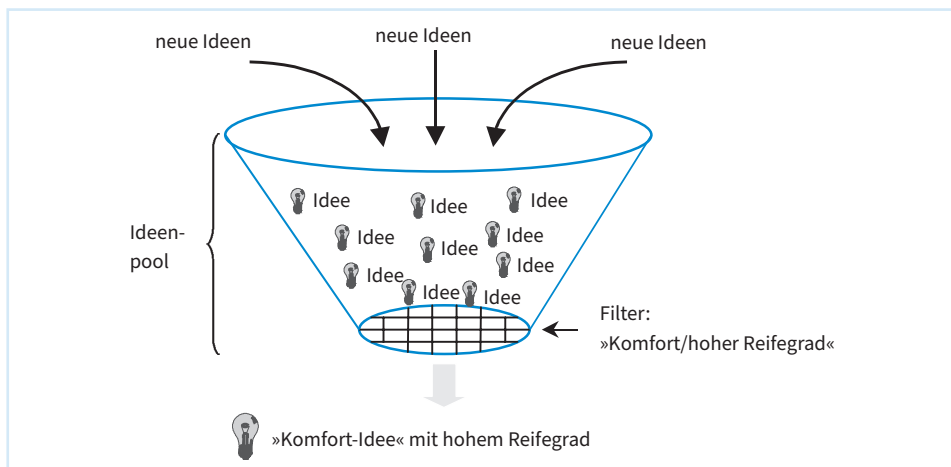 neue Ideen
neue Ideen
neue Ideen
Idee
Idee
Idee
Idee
Idee
Idee
Idee
Idee
Idee
Idee
Ideen-
pool
Filter:
»Komfort/hoher Reifegrad«
»Komfort-Idee« mit hohem Reifegrad